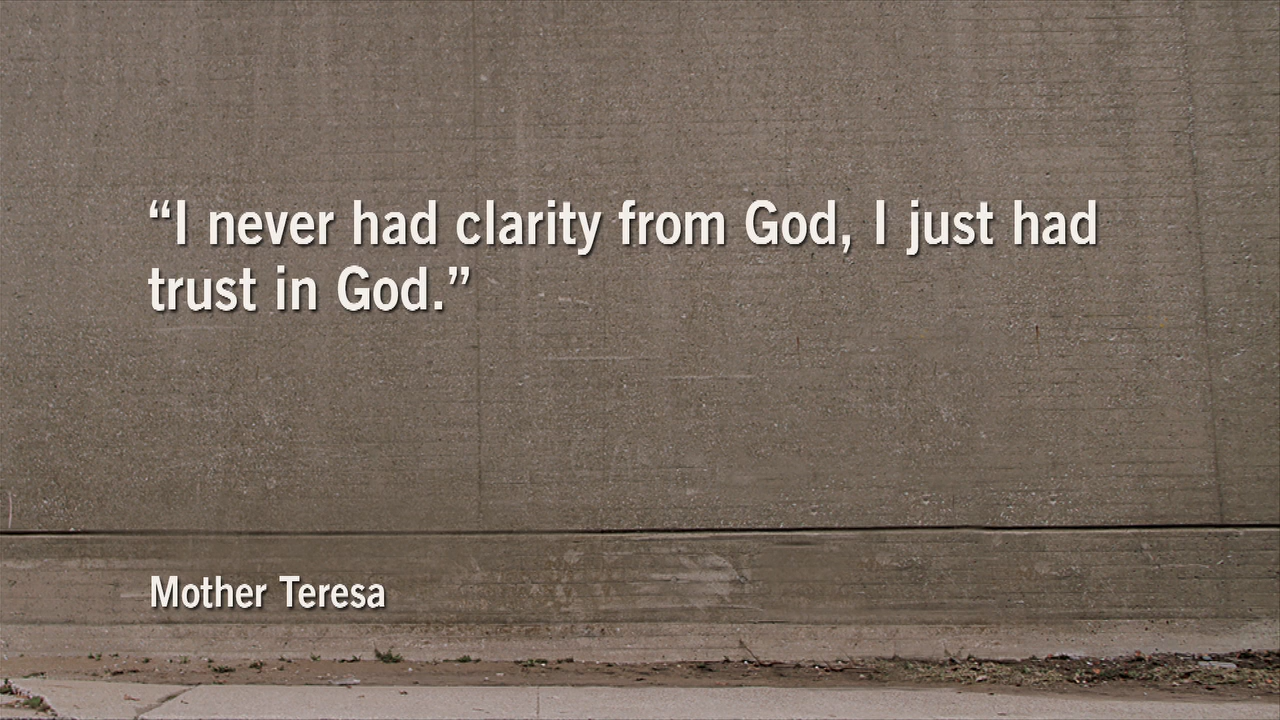 “I never had clarity from God, I just had
trust in God.”
Mother Teresa